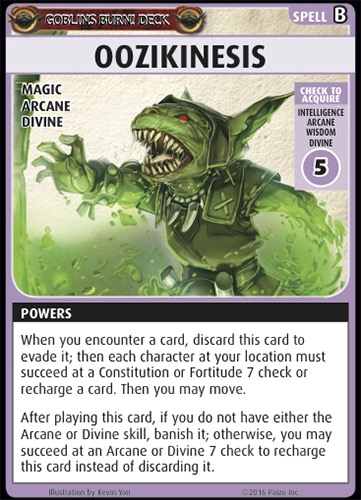 GOBLINS BURN! DECK
SPELL B
OOZIKINESIS
MAGIC
ARCANE
DIVINE
CHECK TO
ACQUIRE
INTELLIGENCE
ARCANE
WISDOM
DIVINE
5
POWERS
When you encounter a card, discard this card to
evade it; then each character at your location must
succeed at a Constitution or Fortitude 7 check or
recharge a card. Then you may move.
After playing this card, if you do not have either the
Arcane or Divine skill, banish it; otherwise, you may
succeed at an Arcane or Divine 7 check to recharge
this card instead of discarding it.
Illustration by Kevin Yan
©2016 Paizo Inc.